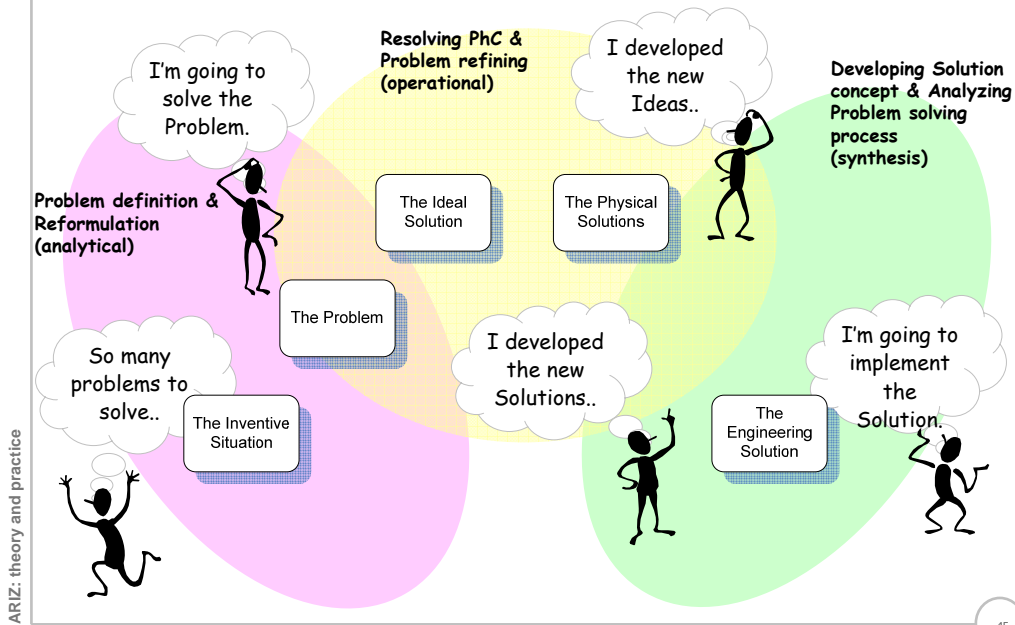 Resolving PhC &
Problem refining
(operational)
I'm going to
solve the
Problem.
I developed
the new
Ideas..
Developing Solution
concept & Analyzing
Problem solving
process
(synthesis)
Problem definition &
Reformulation
(analytical)
The Ideal
Solution
The Physical
Solutions
The Problem
So many
problems to
solve..
I developed
the new
Solutions..
I'm going to
implement
the
Solution.
The Inventive
Situation
The
Engineering
Solution
ARIZ: theory and practice